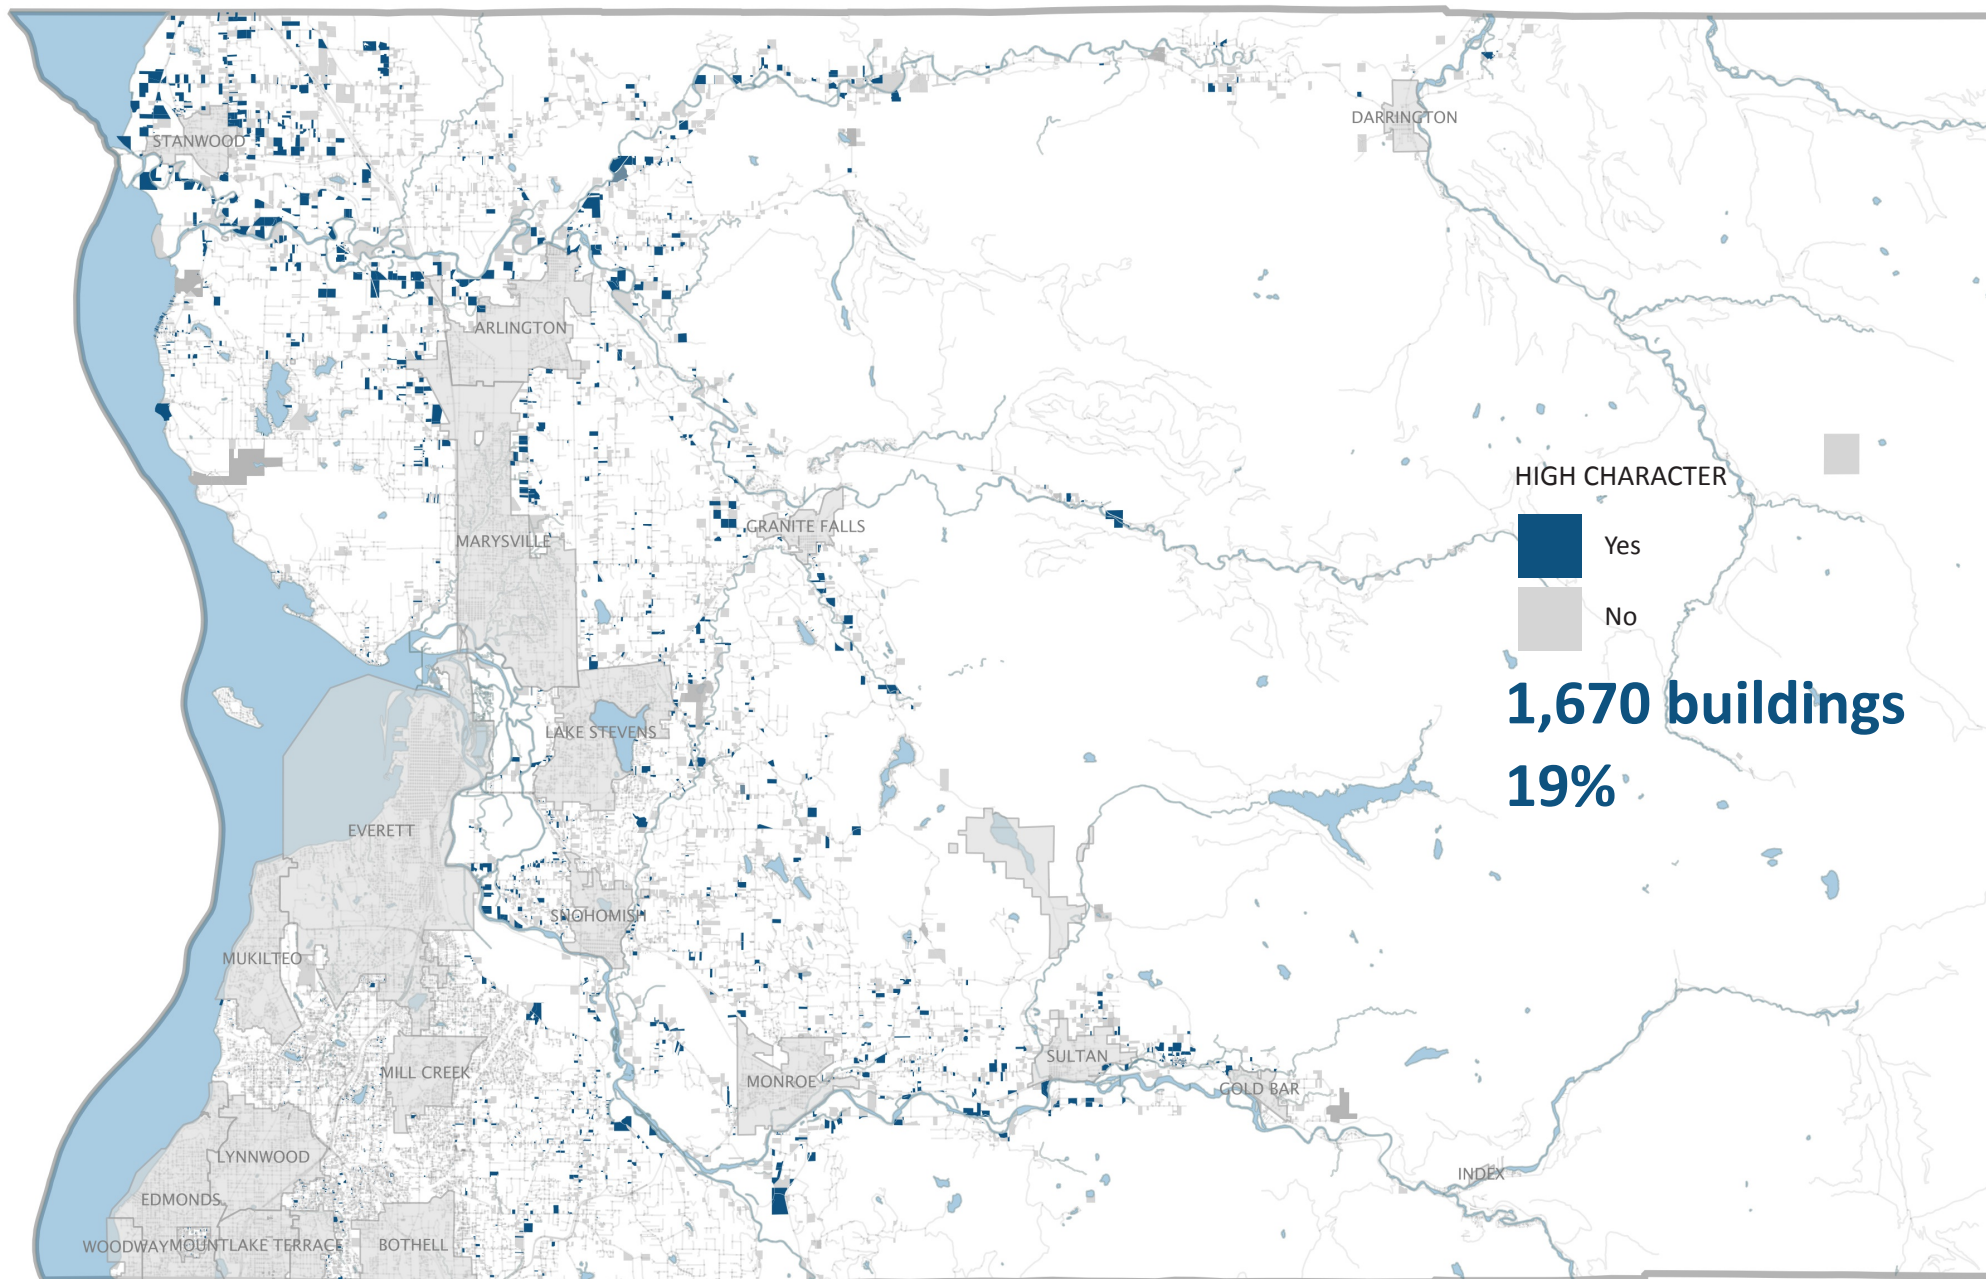 DARRINGTON
STANWOOD
ARLINGTON
HIGH CHARACTER
Yes
No
1,670 buildings
19%
GRANITE FALLS
MARYSVILLE
LAKE STEVENS
EVERETT
SNOHOMISH
MUKILTEO
SULTAN
MILL CREEK
MONROE
GOLD BAR
LYNNWOOD
INDEX
EDMONDS
WOODWAY
MOUNTLAKE TERRACE
BOTHELL